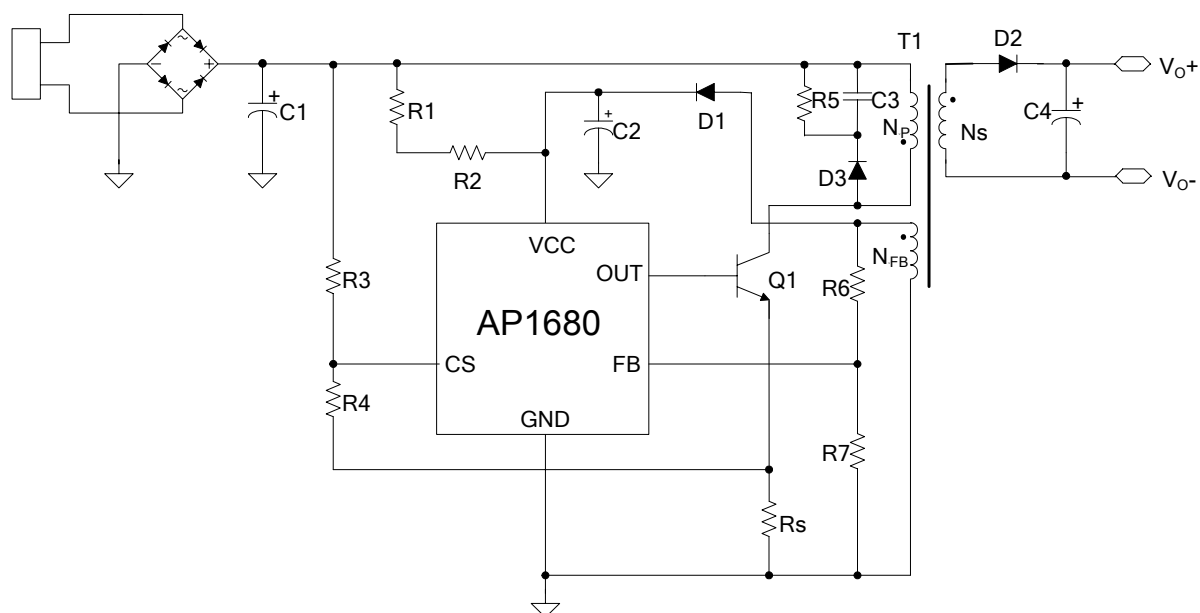 T1
D2
~
− +
~
C1
R1
R2
C2
D1
R5
C3
NP
D3
Ns
C4
+
+
+
VO+
VO-
VCC
OUT
Q1
NFB
R6
R3
AP1680
CS
FB
R4
GND
R7
Rs